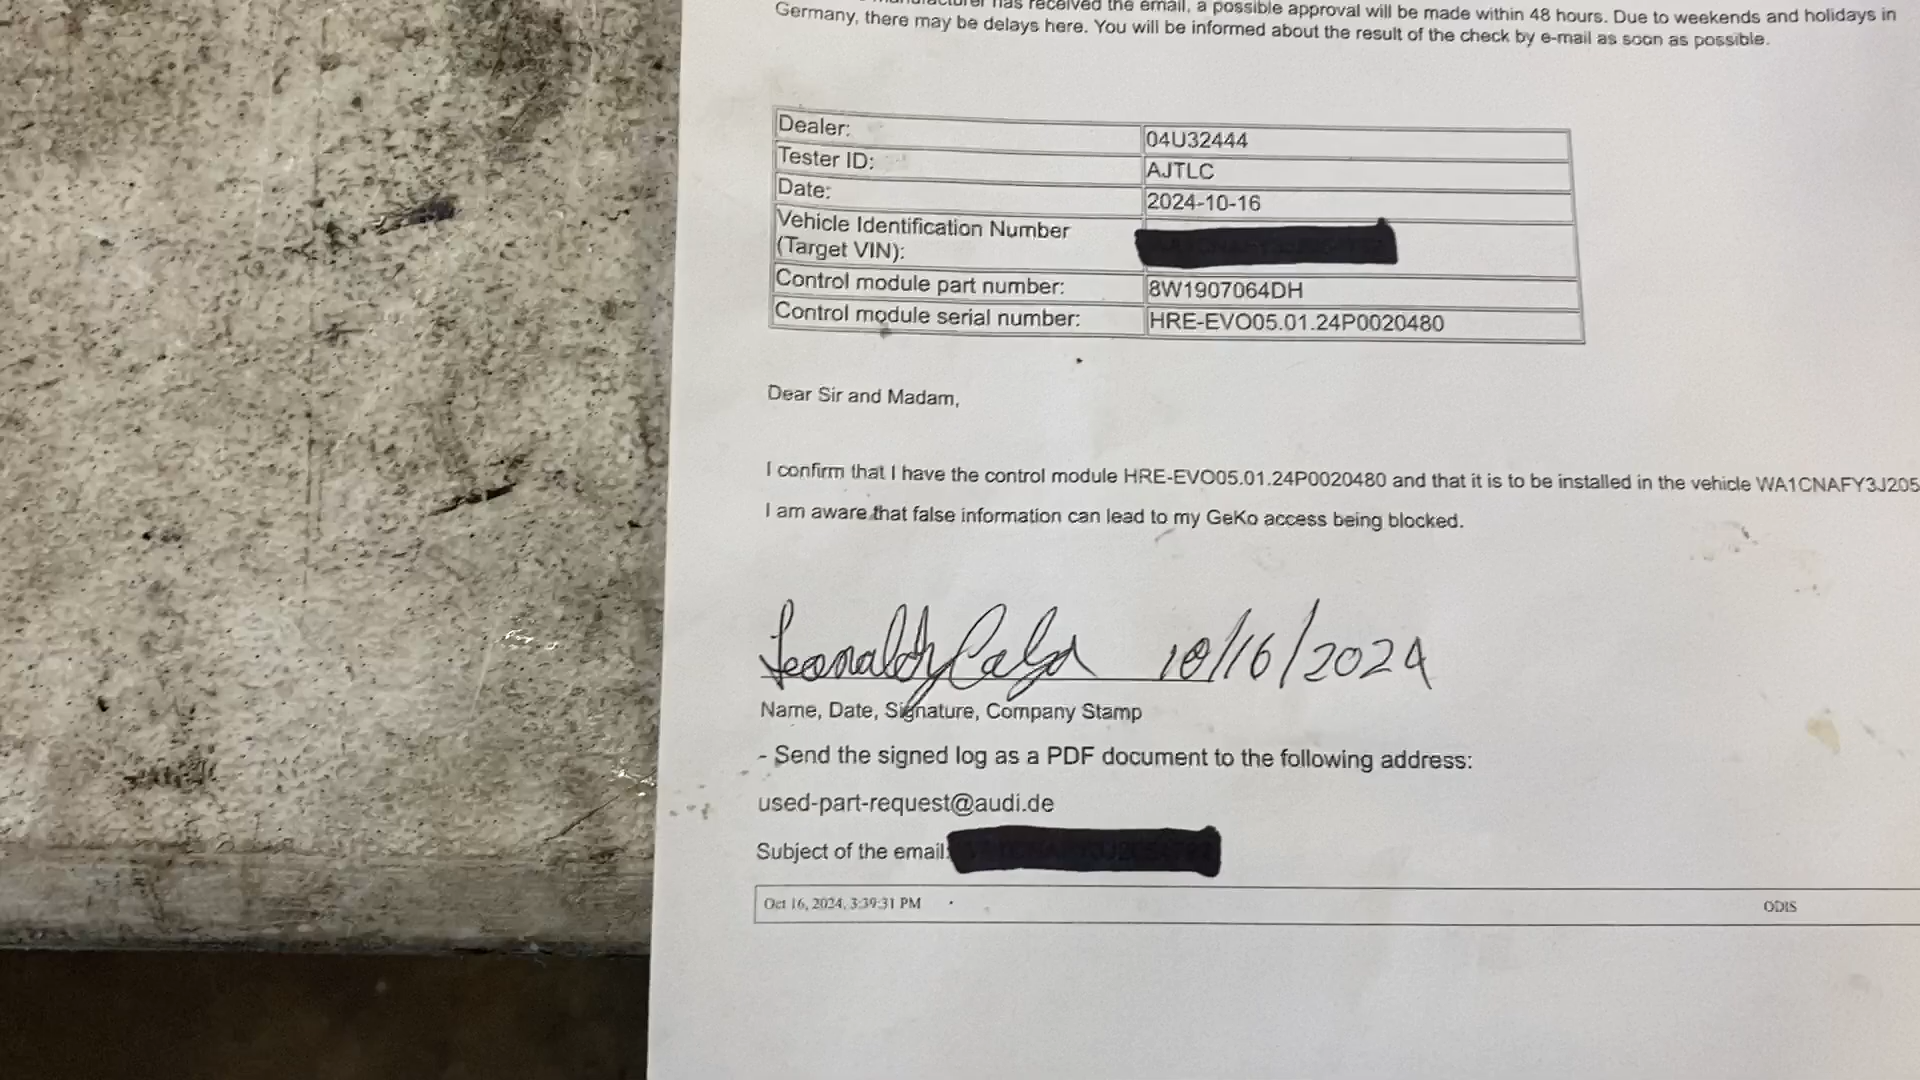 has received the email, a possible approval will be made within 48 hours. Due to weekends and holidays in
Germany, there may be delays here. You will be informed about the result of the check by e-mail as soon as possible.
Dealer: 04U32444
Tester ID: AJTLC
Date: 2024-10-16
Vehicle Identification Number
(Target VIN):
Control module part number: 8W1907064DH
Control module serial number: HRE-EVO05.01.24P0020480
Dear Sir and Madam,
I confirm that I have the control module HRE-EVO05.01.24P0020480 and that it is to be installed in the vehicle WA1CNAFY3J205
I am aware that false information can lead to my GeKo access being blocked.
10/16/2024
Name, Date, Signature, Company Stamp
- Send the signed log as a PDF document to the following address:
used-part-request@audi.de
Subject of the email:
Oct 16, 2024, 3:39:31 PM ODIS